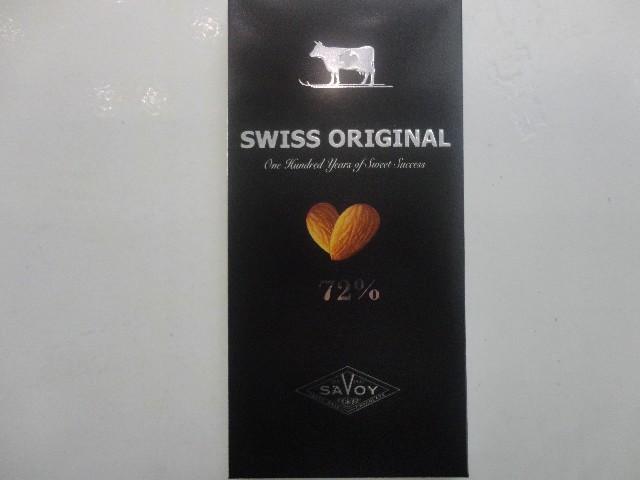 SWISS ORIGINAL
One Hundred Years of Sweet Success
72%
SAVOY